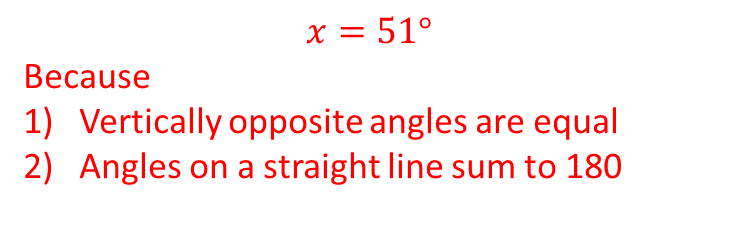 x = 51°
Because
1) Vertically opposite angles are equal
2) Angles on a straight line sum to 180